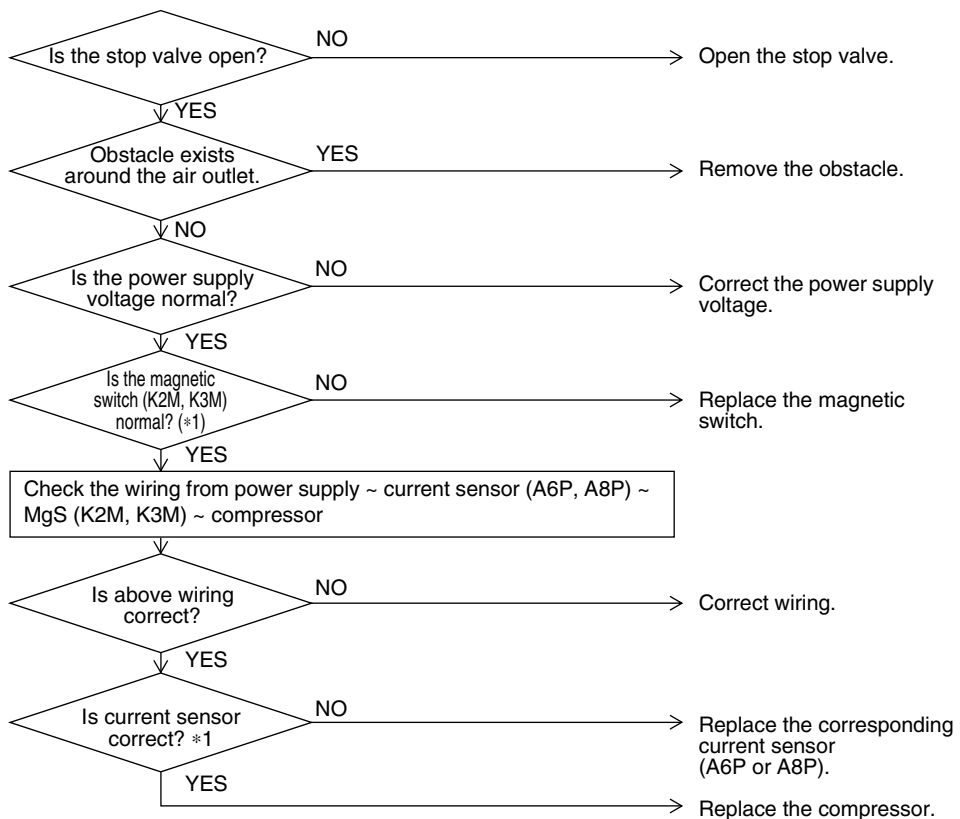 Is the stop valve open?
NO
Open the stop valve.
YES
Obstacle exists
around the air outlet.
YES
Remove the obstacle.
NO
Is the power supply
voltage normal?
NO
Correct the power supply
voltage.
YES
Is the magnetic
switch (K2M, K3M)
normal? (*1)
NO
Replace the magnetic
switch.
YES
Check the wiring from power supply ~ current sensor (A6P, A8P) ~
MgS (K2M, K3M) ~ compressor
Is above wiring
correct?
NO
Correct wiring.
YES
Is current sensor
correct? *1
NO
Replace the corresponding
current sensor
(A6P or A8P).
YES
Replace the compressor.